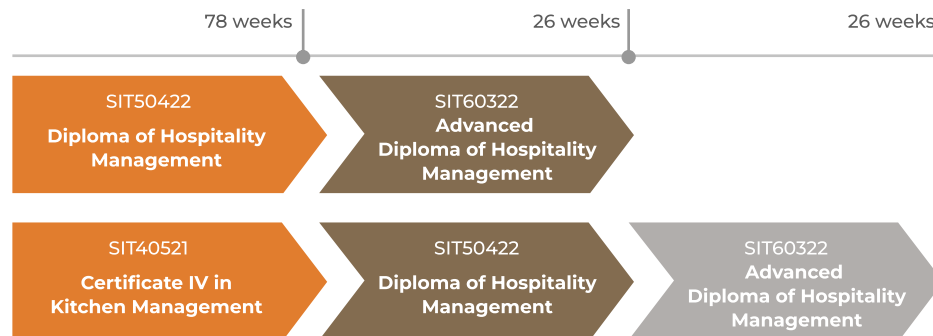 78 weeks
26 weeks
26 weeks
SIT50422
Diploma of Hospitality
Management
SIT60322
Advanced
Diploma of Hospitality
Management
SIT40521
Certificate IV in
Kitchen Management
SIT50422
Diploma of Hospitality
Management
SIT60322
Advanced
Diploma of Hospitality
Management